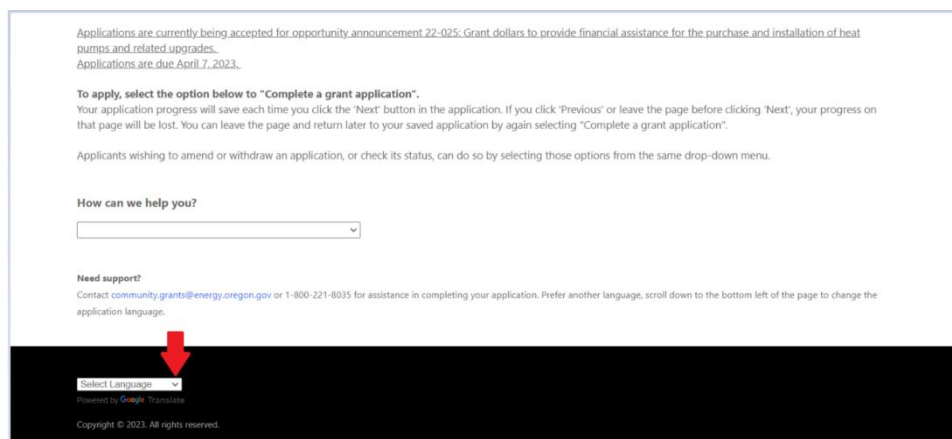 Applications are currently being accepted for opportunity announcement 22-025: Grant dollars to provide financial assistance for the purchase and installation of heat
pumps and related upgrades.
Applications are due April 7, 2023.
To apply, select the option below to "Complete a grant application".
Your application progress will save each time you click the 'Next' button in the application. If you click 'Previous' or leave the page before clicking 'Next', your progress on
that page will be lost. You can leave the page and return later to your saved application by again selecting "Complete a grant application".
Applicants wishing to amend or withdraw an application, or check its status, can do so by selecting those options from the same drop-down menu.
How can we help you?
Need support?
Contact community.grants@energy.oregon.gov or 1-800-221-8035 for assistance in completing your application. Prefer another language, scroll down to the bottom left of the page to change the
application language.
Select Language
Powered by Google Translate
Copyright © 2023. All rights reserved.